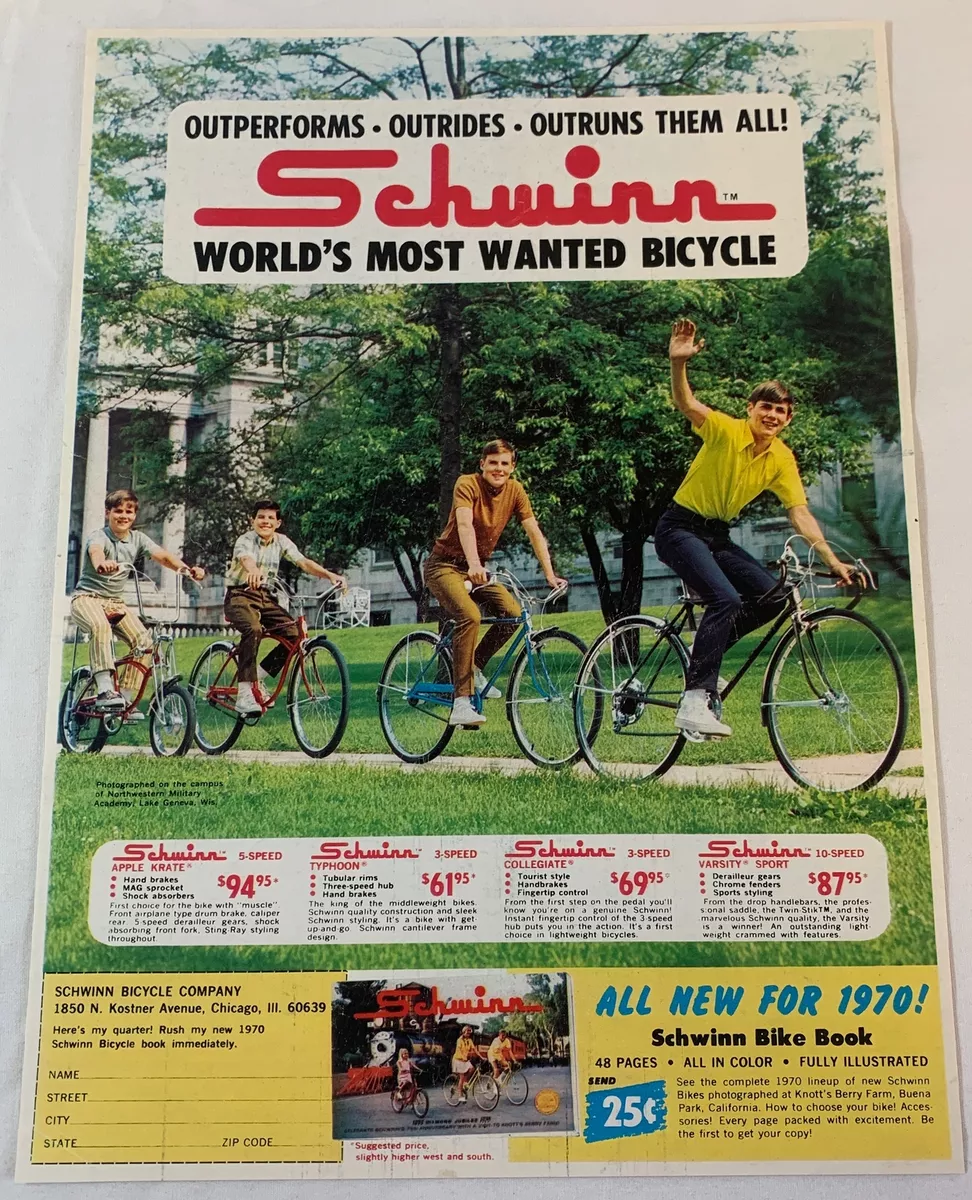 OUTPERFORMS • OUTRIDES • OUTRUNS THEM ALL!
Schwinn™
WORLD'S MOST WANTED BICYCLE
Photographed on the campus
of Northwestern Military
Academy, Lake Geneva, Wis.
Schwinn 5-SPEED
APPLE KRATE®
• Hand brakes
• MAG sprocket
• Shock absorbers
$94.95*
First choice for the bike with "muscle"
Front airplane type drum brake, caliper
rear. 5-speed derailleur gears, shock
absorbing front fork, Sting-Ray styling
throughout.
Schwinn 3-SPEED
TYPHOON®
• Tubular rims
• Three-speed hub
• Hand brakes
$61.95*
The king of the middleweight bikes.
Schwinn quality construction and sleek
Schwinn styling. It's a bike with get-
up-and-go. Schwinn cantilever frame
design.
Schwinn 3-SPEED
COLLEGIATE®
• Tourist style
• Handbrakes
• Fingertip control
$69.95*
From the first step on the pedal you'll
know you're on a genuine Schwinn!
Instant fingertip control of the 3-speed
hub puts you in the action. It's a first
choice in lightweight bicycles.
Schwinn 10-SPEED
VARSITY® SPORT
• Derailleur gears
• Chrome fenders
• Sports styling
$87.95*
From the drop handlebars, the profes-
sional saddle, the Twin-Stik™, and the
marvelous Schwinn quality, the Varsity
is a winner! An outstanding light-
weight crammed with features.
SCHWINN BICYCLE COMPANY
1850 N. Kostner Avenue, Chicago, Ill. 60639
Here's my quarter! Rush my new 1970
Schwinn Bicycle book immediately.
NAME
STREET
CITY
STATE ZIP CODE
Schwinn
*Suggested price,
slightly higher west and south.
ALL NEW FOR 1970!
Schwinn Bike Book
48 PAGES • ALL IN COLOR • FULLY ILLUSTRATED
SEND
25¢
See the complete 1970 lineup of new Schwinn
Bikes photographed at Knott's Berry Farm, Buena
Park, California. How to choose your bike! Acces-
sories! Every page packed with excitement. Be
the first to get your copy!